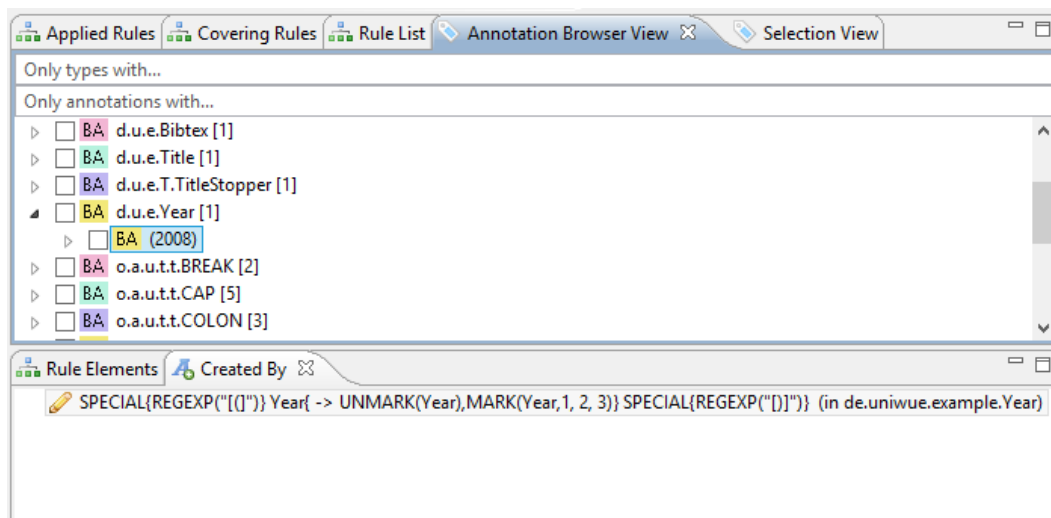 Applied Rules Covering Rules Rule List Annotation Browser View Selection View
Only types with...
Only annotations with...
BA d.u.e.Bibtex [1]
BA d.u.e.Title [1]
BA d.u.e.T.TitleStopper [1]
BA d.u.e.Year [1]
BA (2008)
BA o.a.u.t.t.BREAK [2]
BA o.a.u.t.t.CAP [5]
BA o.a.u.t.t.COLON [3]
Rule Elements Created By
SPECIAL{REGEXP("[(]")} Year{ -> UNMARK(Year),MARK(Year,1, 2, 3)} SPECIAL{REGEXP("[)]")} (in de.uniwue.example.Year)